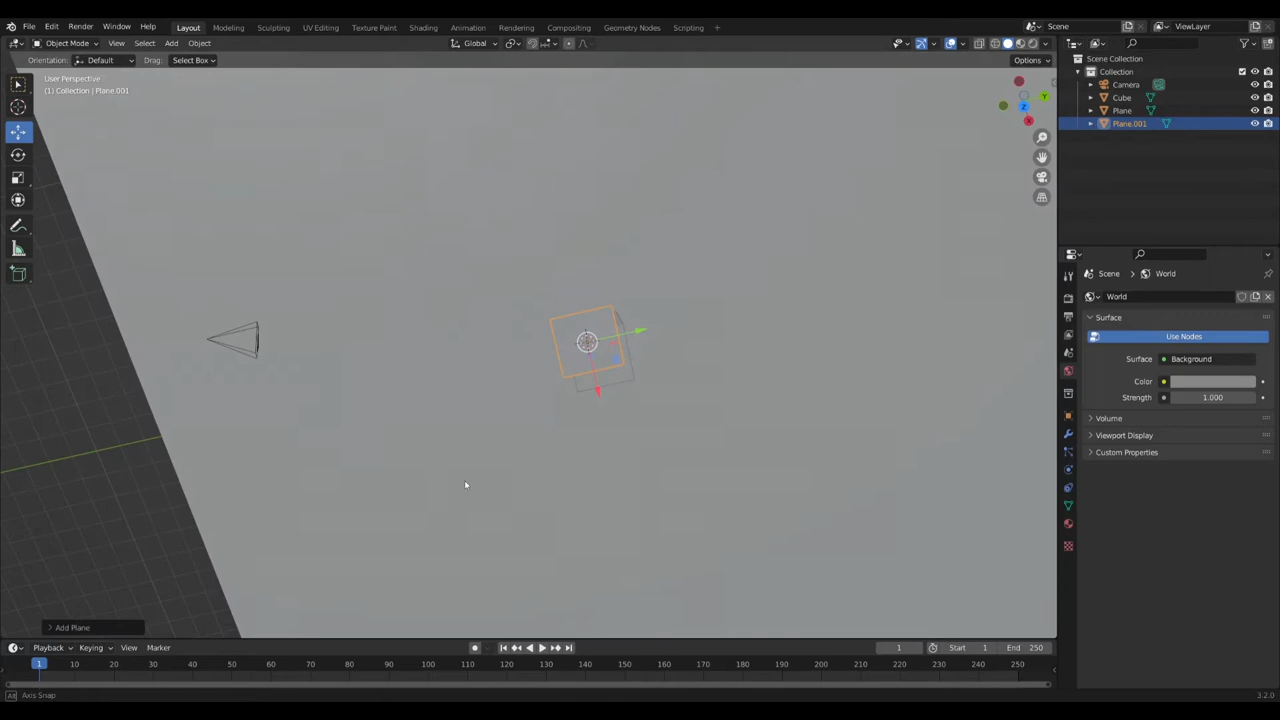 File Edit Render Window Help Layout Modeling Sculpting UV Editing Texture Paint Shading Animation Rendering Compositing Geometry Nodes Scripting + Scene ViewLayer
Object Mode View Select Add Object Global
Orientation: Default Drag: Select Box Options
User Perspective
(1) Collection | Plane.001
Y
Z
X
Scene Collection
Collection
Camera
Cube
Plane
Plane.001
Scene > World
World
Surface
Use Nodes
Surface Background
Color
Strength 1.000
Volume
Viewport Display
Custom Properties
Add Plane
Playback Keying View Marker 1 Start 1 End 250
1 10 20 30 40 50 60 70 80 90 100 110 120 130 140 150 160 170 180 190 200 210 220 230 240 250
Alt Axis Snap 3.2.0